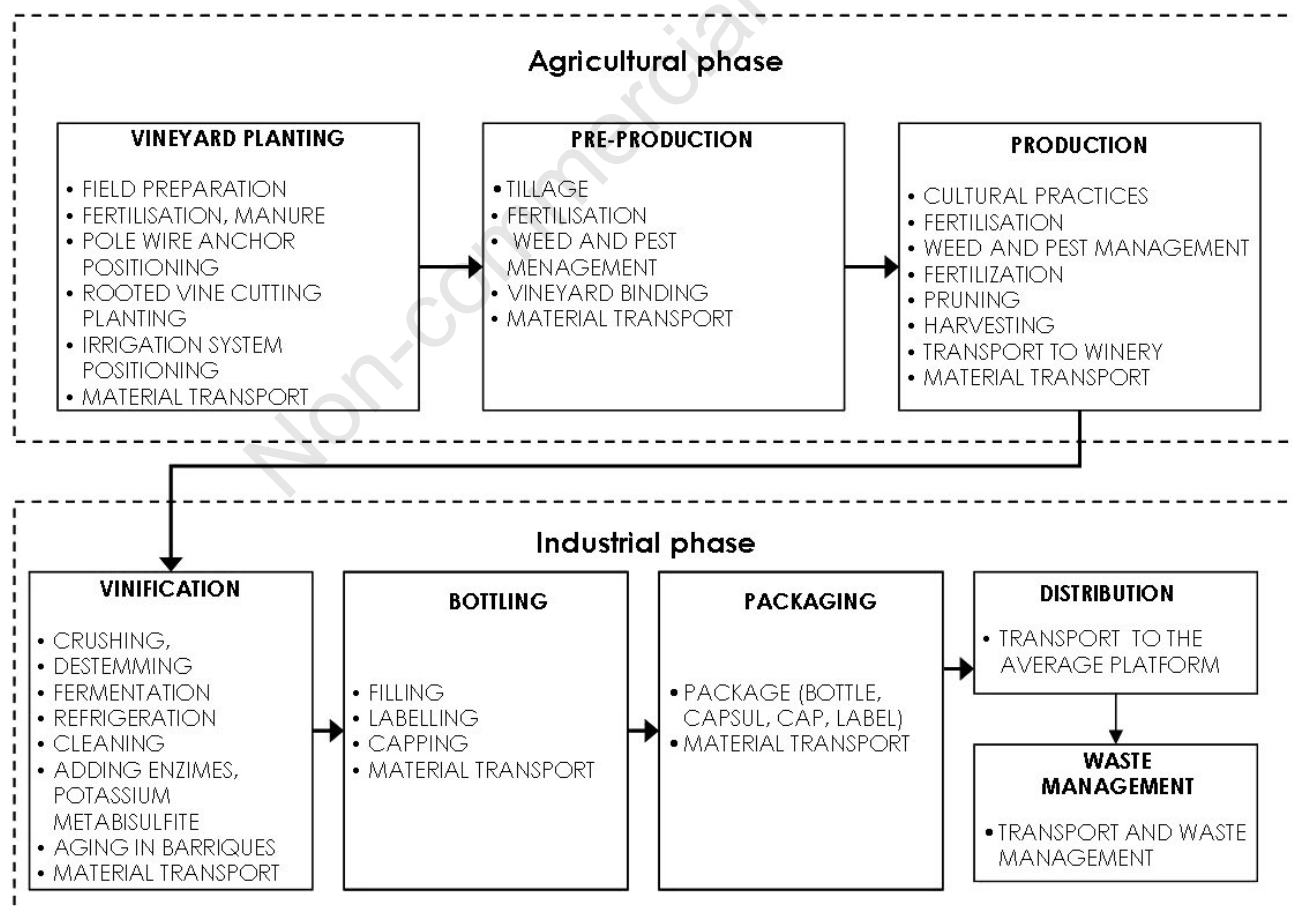 Non-commercial
Agricultural phase
VINEYARD PLANTING
• FIELD PREPARATION
• FERTILISATION, MANURE
• POLE WIRE ANCHOR
POSITIONING
• ROOTED VINE CUTTING
PLANTING
• IRRIGATION SYSTEM
POSITIONING
• MATERIAL TRANSPORT
PRE-PRODUCTION
• TILLAGE
• FERTILISATION
• WEED AND PEST
MENAGEMENT
• VINEYARD BINDING
• MATERIAL TRANSPORT
PRODUCTION
• CULTURAL PRACTICES
• FERTILISATION
• WEED AND PEST MANAGEMENT
• FERTILIZATION
• PRUNING
• HARVESTING
• TRANSPORT TO WINERY
• MATERIAL TRANSPORT
Industrial phase
VINIFICATION
• CRUSHING,
• DESTEMMING
• FERMENTATION
• REFRIGERATION
• CLEANING
• ADDING ENZIMES,
POTASSIUM
METABISULFITE
• AGING IN BARRIQUES
• MATERIAL TRANSPORT
BOTTLING
• FILLING
• LABELLING
• CAPPING
• MATERIAL TRANSPORT
PACKAGING
• PACKAGE (BOTTLE,
CAPSUL, CAP, LABEL)
• MATERIAL TRANSPORT
DISTRIBUTION
• TRANSPORT TO THE
AVERAGE PLATFORM
WASTE
MANAGEMENT
• TRANSPORT AND WASTE
MANAGEMENT